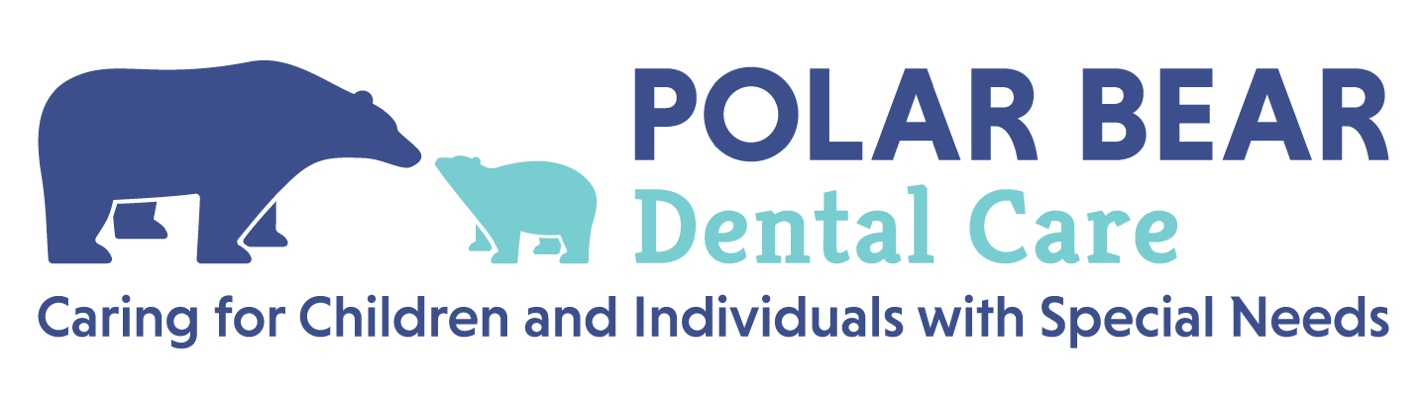 POLAR BEAR
Dental Care
Caring for Children and Individuals with Special Needs